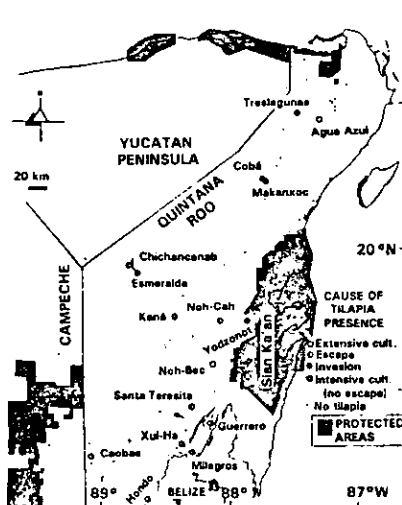 Treslagunas
Agua Azul
YUCATAN
PENINSULA
Cobá
20 km
Makanxoc
QUINTANA
ROO
20°N
Chichancanab
Esmeralda
CAMPECHE
CAUSE OF
TILAPIA
PRESENCE
Kaná
Noh-Cah
Yodzonot
Sian Ka'an
Extensive cult.
Escape
Invasion
Intensive cult.
(no escape)
No tilapia
Noh-Bec
Santa Teresita
Guerrero
PROTECTED
AREAS
Xul-Ha
Caobas
Milagros
Hondo
89°
BELIZE
88°
87°W